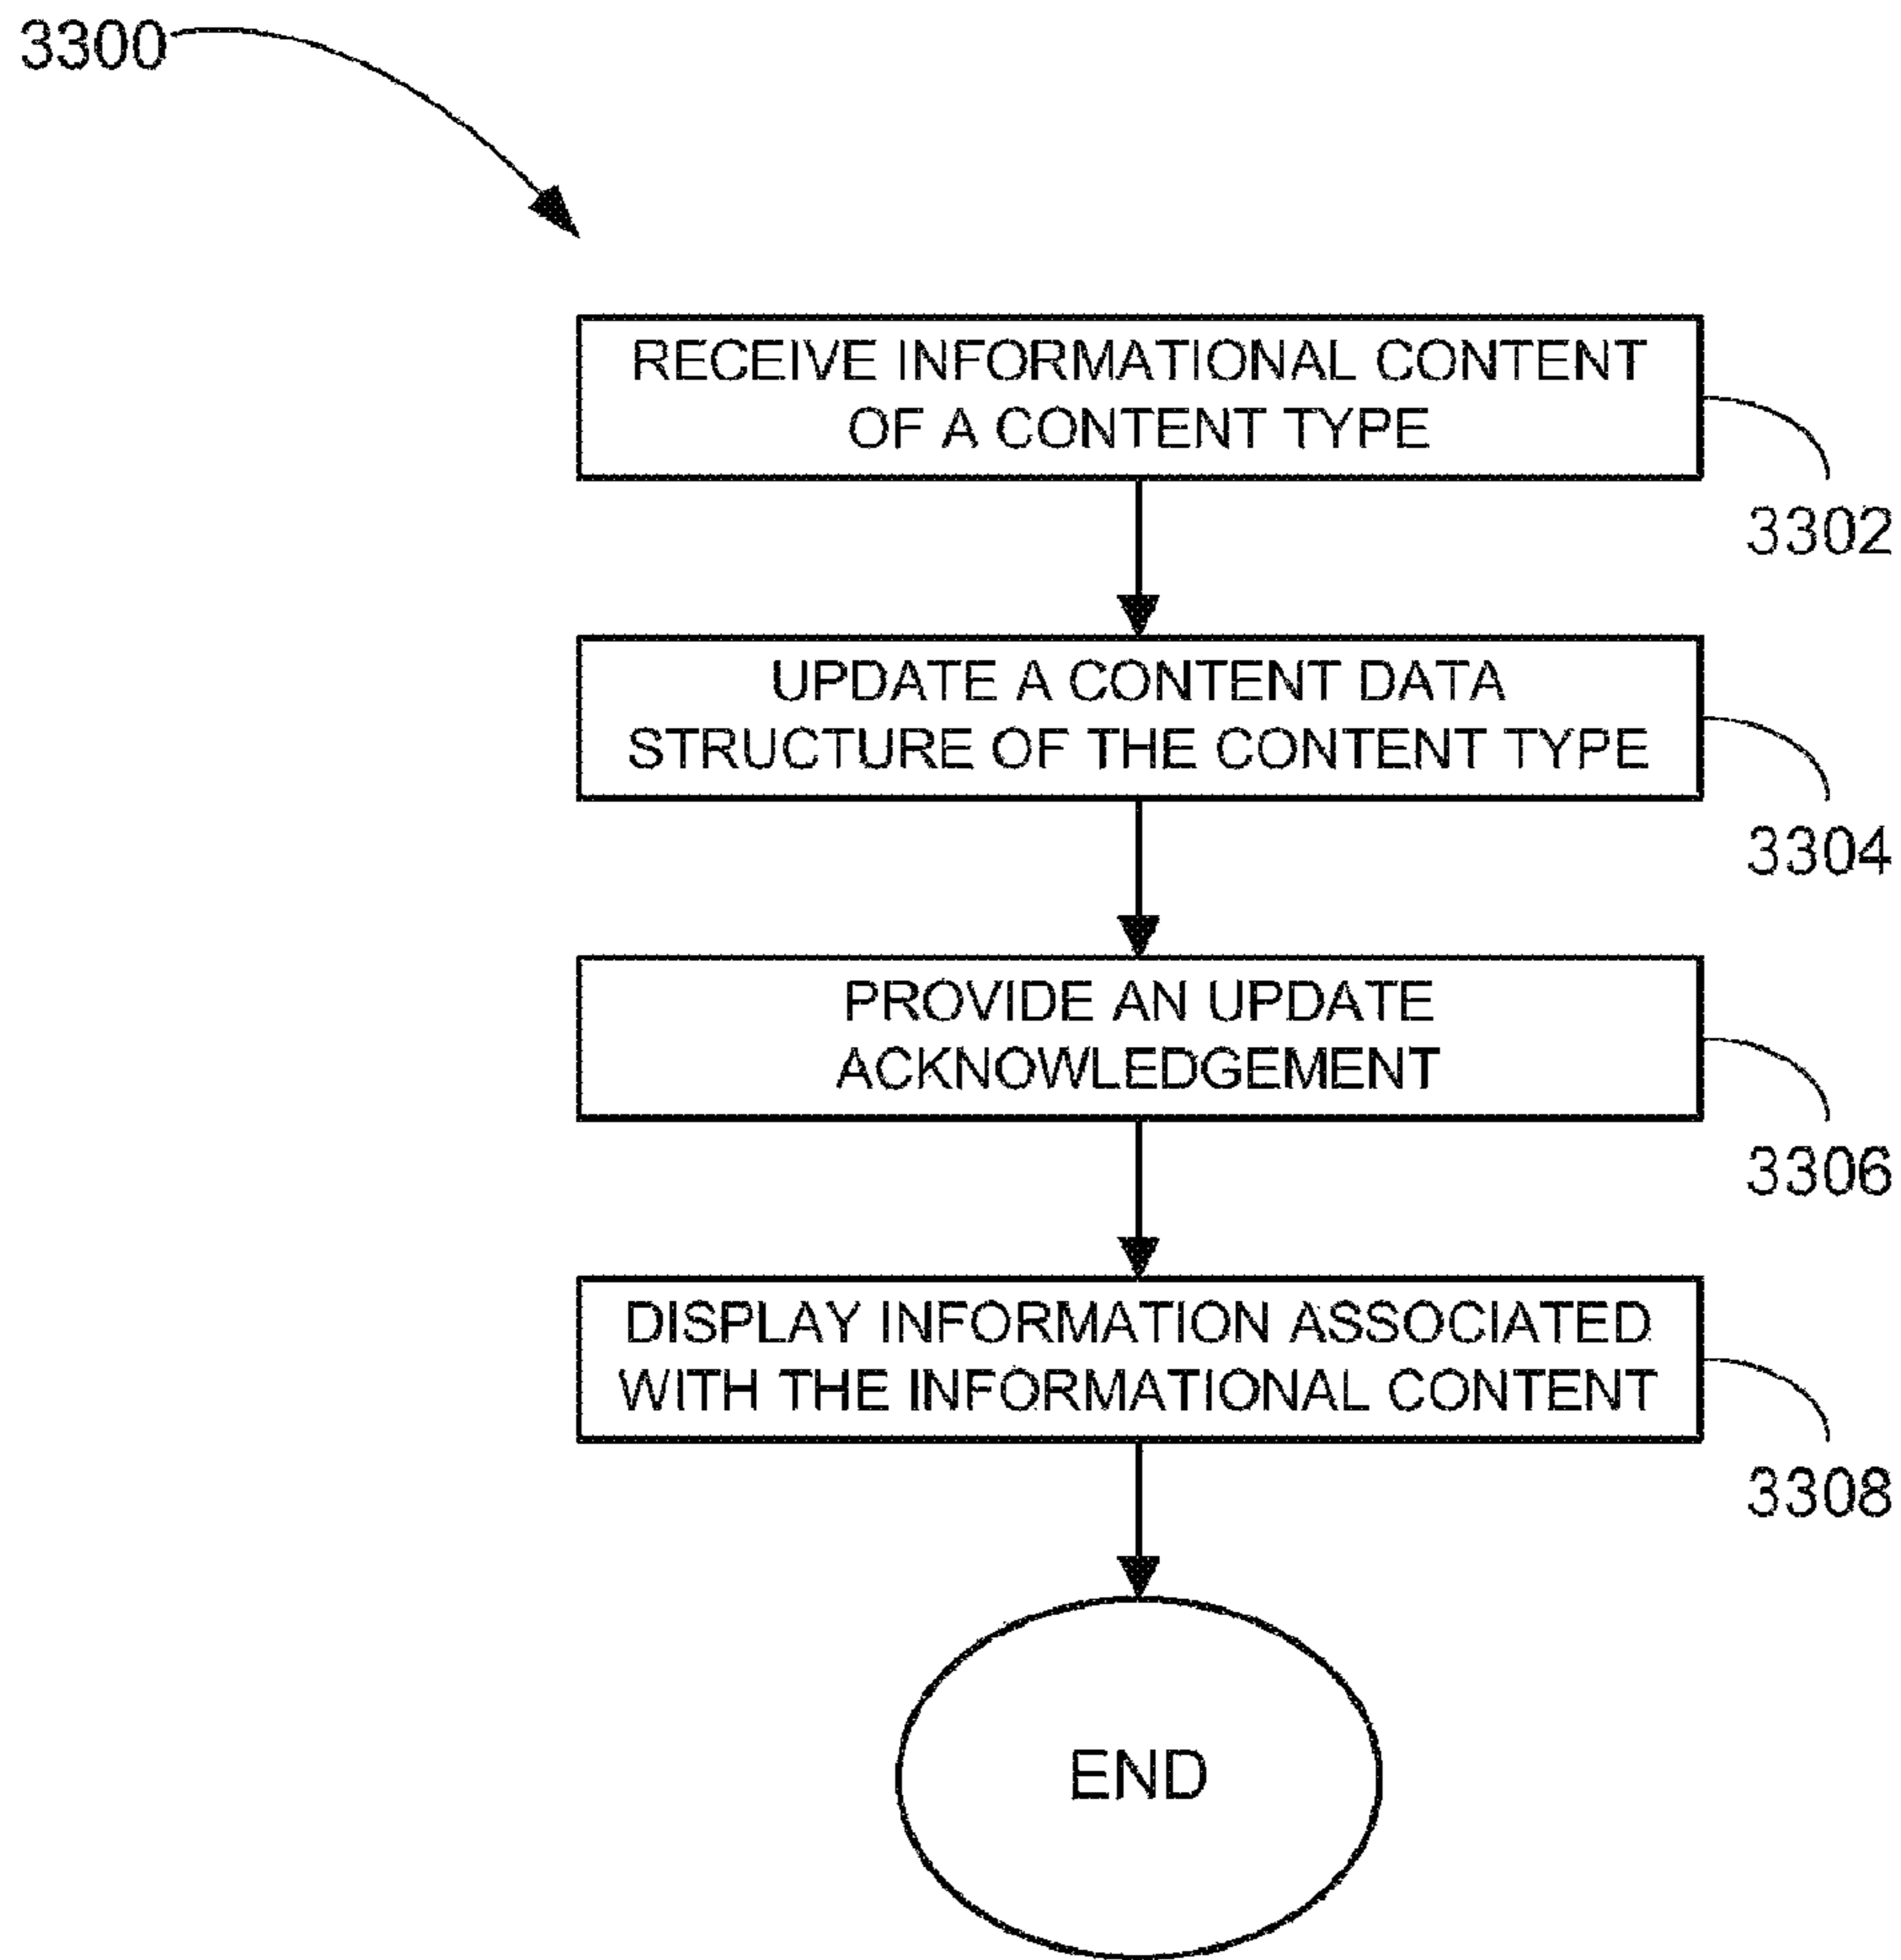 3300
RECEIVE INFORMATIONAL CONTENT
OF A CONTENT TYPE
3302
UPDATE A CONTENT DATA
STRUCTURE OF THE CONTENT TYPE
3304
PROVIDE AN UPDATE
ACKNOWLEDGEMENT
3306
DISPLAY INFORMATION ASSOCIATED
WITH THE INFORMATIONAL CONTENT
3308
END